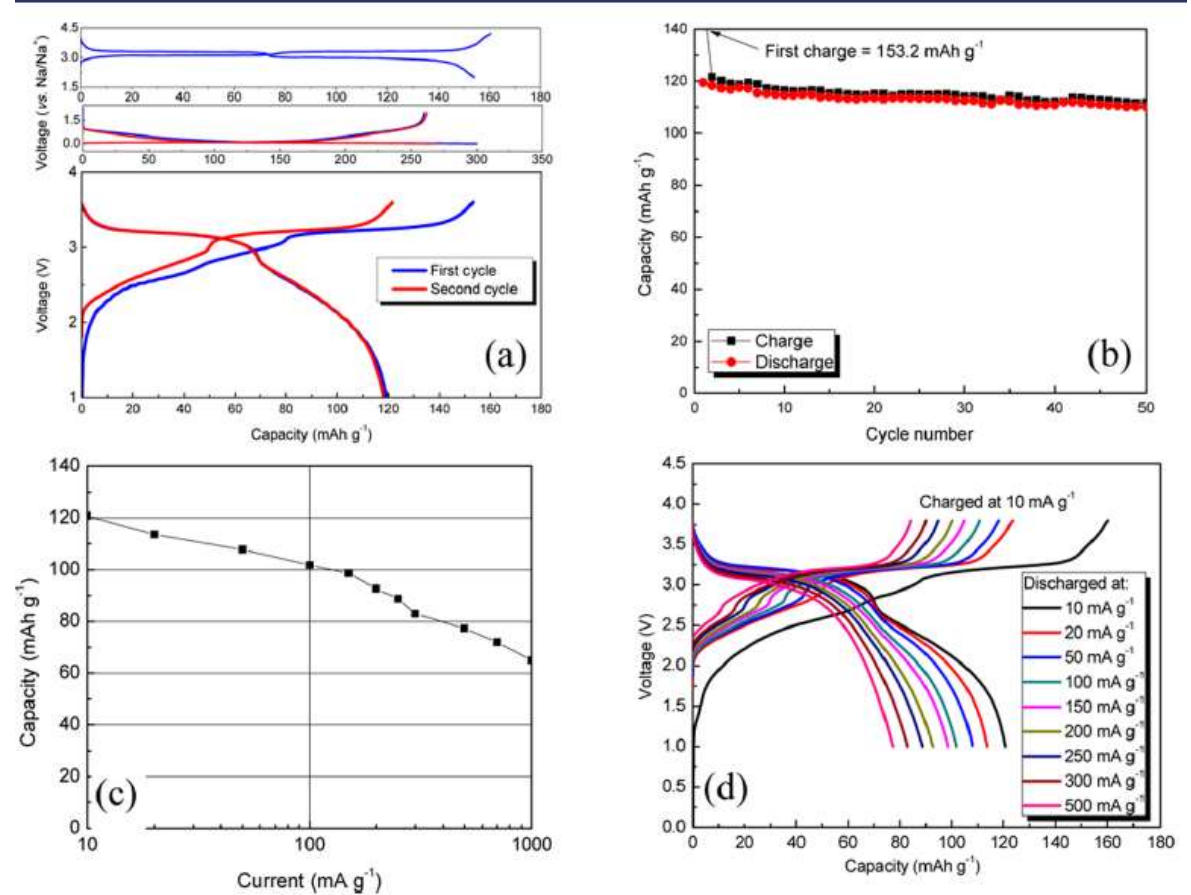 4.5
3.0
1.5
0 20 40 60 80 100 120 140 160 180
Voltage (vs. Na/Na⁺)
1.5
0.0
50 100 150 200 250 300 350
4
3
2
1
Voltage (V)
First cycle
Second cycle
(a)
0 20 40 60 80 100 120 140 160 180
Capacity (mAh g⁻¹)
140
120
100
80
60
40
20
0
Capacity (mAh g⁻¹)
First charge = 153.2 mAh g⁻¹
Charge
Discharge
(b)
0 10 20 30 40 50
Cycle number
140
120
100
80
60
40
20
0
Capacity (mAh g⁻¹)
(c)
10 100 1000
Current (mA g⁻¹)
4.5
3.5
3.0
2.5
2.0
1.5
1.0
0.0
Voltage (V)
Charged at 10 mA g⁻¹
Discharged at:
10 mA g⁻¹
20 mA g⁻¹
50 mA g⁻¹
100 mA g⁻¹
150 mA g⁻¹
200 mA g⁻¹
250 mA g⁻¹
300 mA g⁻¹
500 mA g⁻¹
(d)
0 20 40 60 80 100 120 140 160 180
Capacity (mAh g⁻¹)